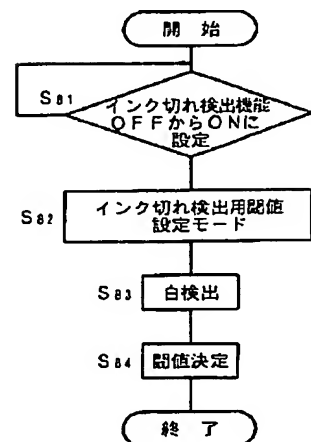 開 始
S81
インク切れ検出機能
OFFからONに
設定
S82
インク切れ検出用閾値
設定モード
S83
白検出
S84
閾値決定
終 了